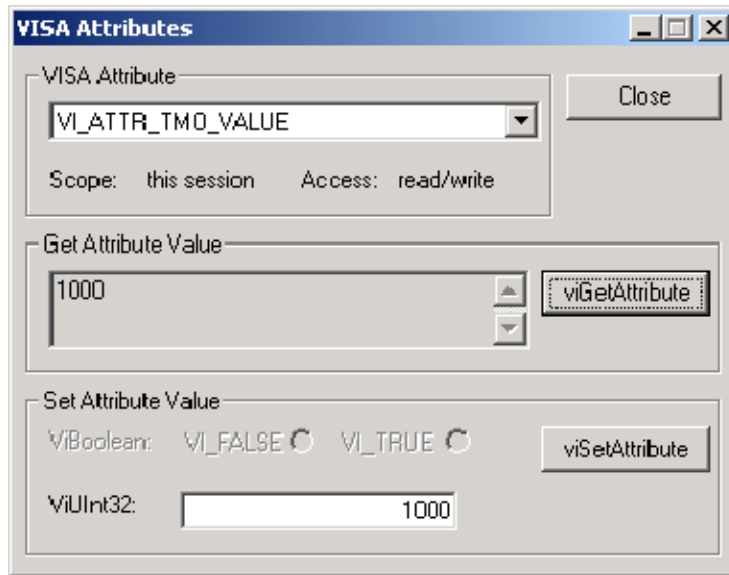 VISA Attributes
VISA Attribute
VI_ATTR_TMO_VALUE
Close
Scope: this session Access: read/write
Get Attribute Value
1000
viGetAttribute
Set Attribute Value
ViBoolean: VI_FALSE VI_TRUE
viSetAttribute
ViUInt32: 1000